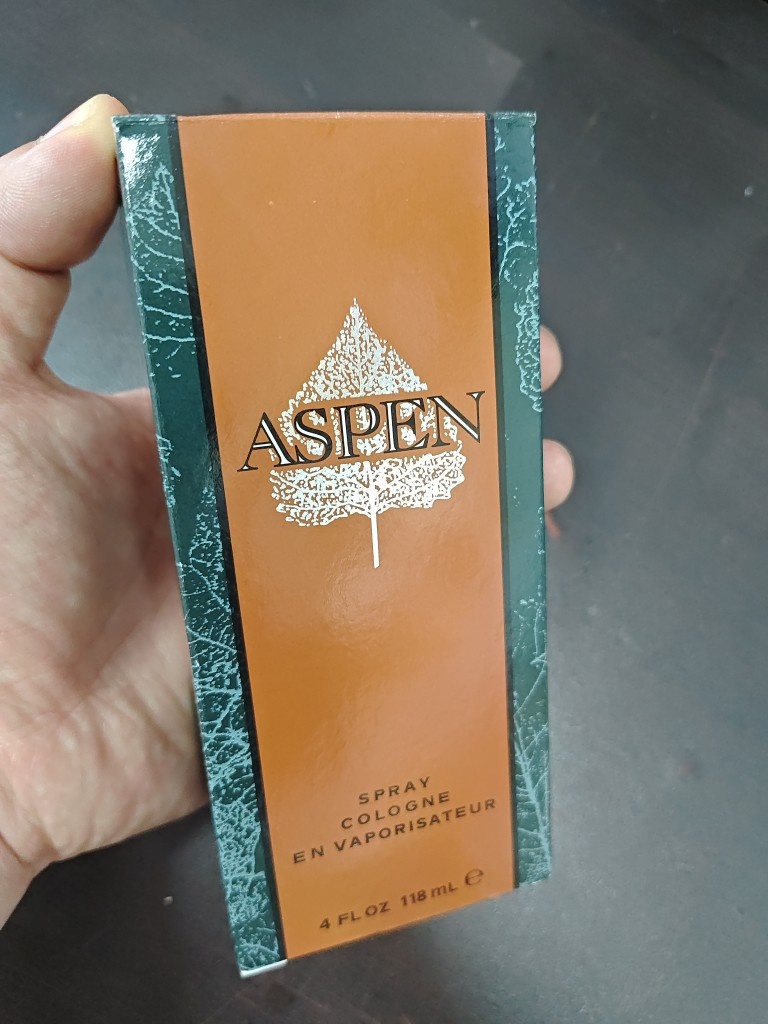 ASPEN
SPRAY
COLOGNE
EN VAPORISATEUR
4 FL OZ 118 mL ℮